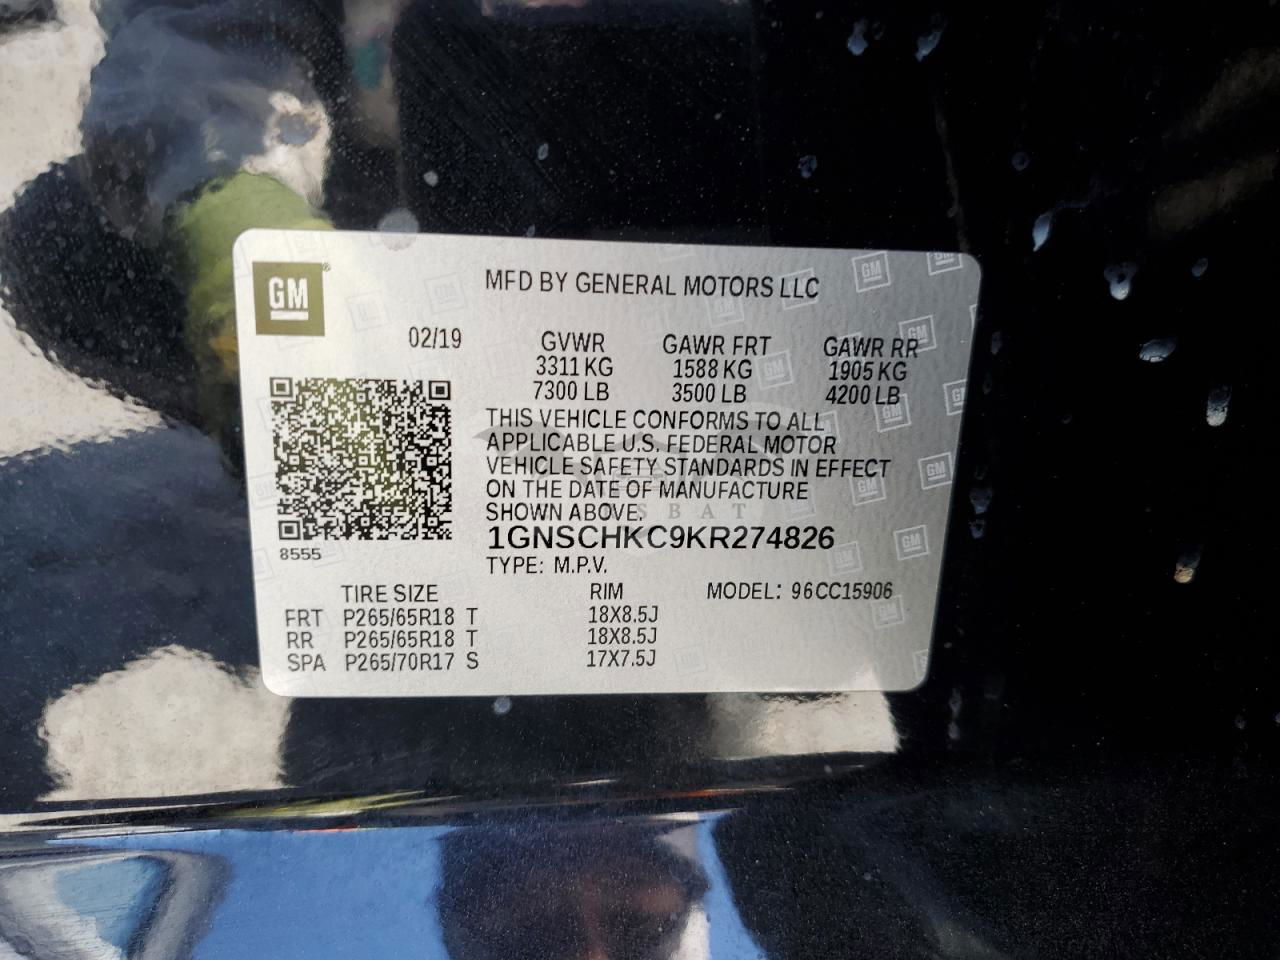 GM
MFD BY GENERAL MOTORS LLC
02/19 GVWR GAWR FRT GAWR RR
3311 KG 1588 KG 1905 KG
7300 LB 3500 LB 4200 LB
THIS VEHICLE CONFORMS TO ALL
APPLICABLE U.S. FEDERAL MOTOR
VEHICLE SAFETY STANDARDS IN EFFECT
ON THE DATE OF MANUFACTURE
SHOWN ABOVE.
1GNSCHKC9KR274826
8555
TYPE: M.P.V.
TIRE SIZE RIM MODEL: 96CC15906
FRT P265/65R18 T 18X8.5J
RR P265/65R18 T 18X8.5J
SPA P265/70R17 S 17X7.5J